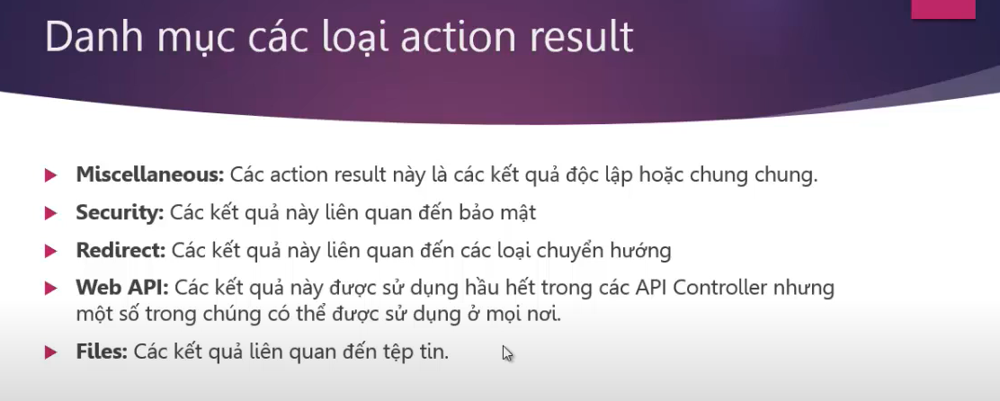 Danh mục các loại action result
Miscellaneous: Các action result này là các kết quả độc lập hoặc chung chung.
Security: Các kết quả này liên quan đến bảo mật
Redirect: Các kết quả này liên quan đến các loại chuyển hướng
Web API: Các kết quả này được sử dụng hầu hết trong các API Controller nhưng
một số trong chúng có thể được sử dụng ở mọi nơi.
Files: Các kết quả liên quan đến tệp tin.